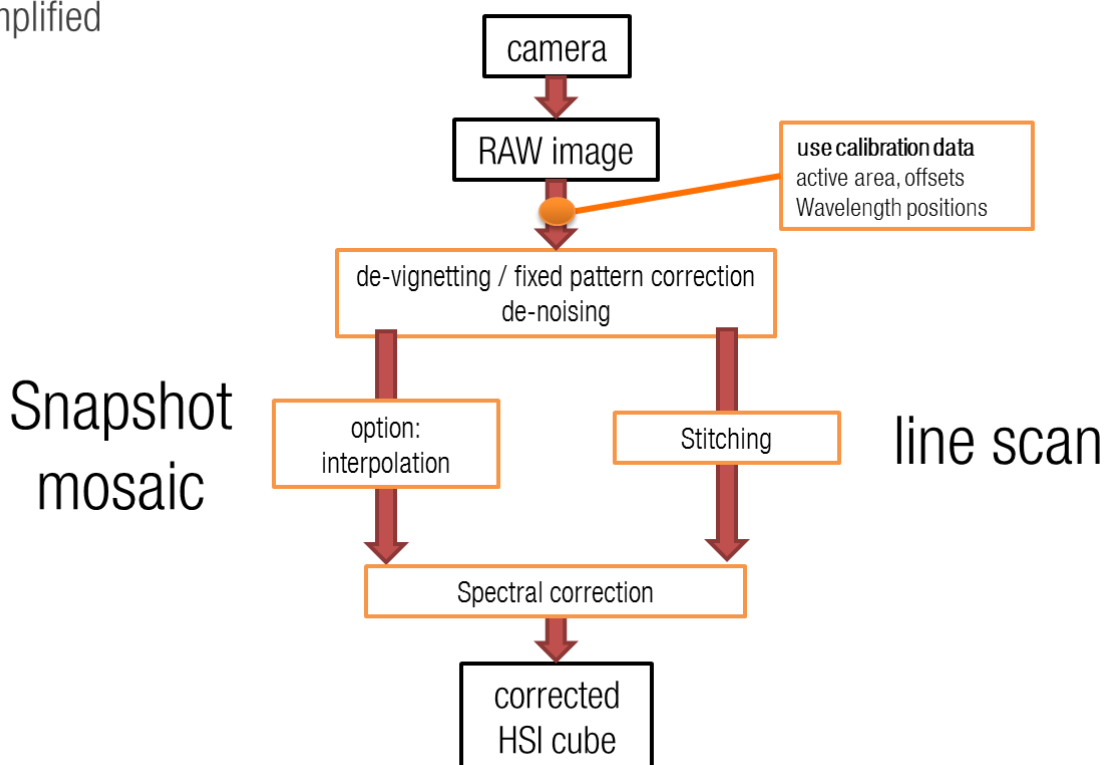 camera
RAW image
use calibration data
active area, offsets
Wavelength positions
de-vignetting / fixed pattern correction
de-noising
Snapshot
mosaic
option:
interpolation
Stitching
line scan
Spectral correction
corrected
HSI cube